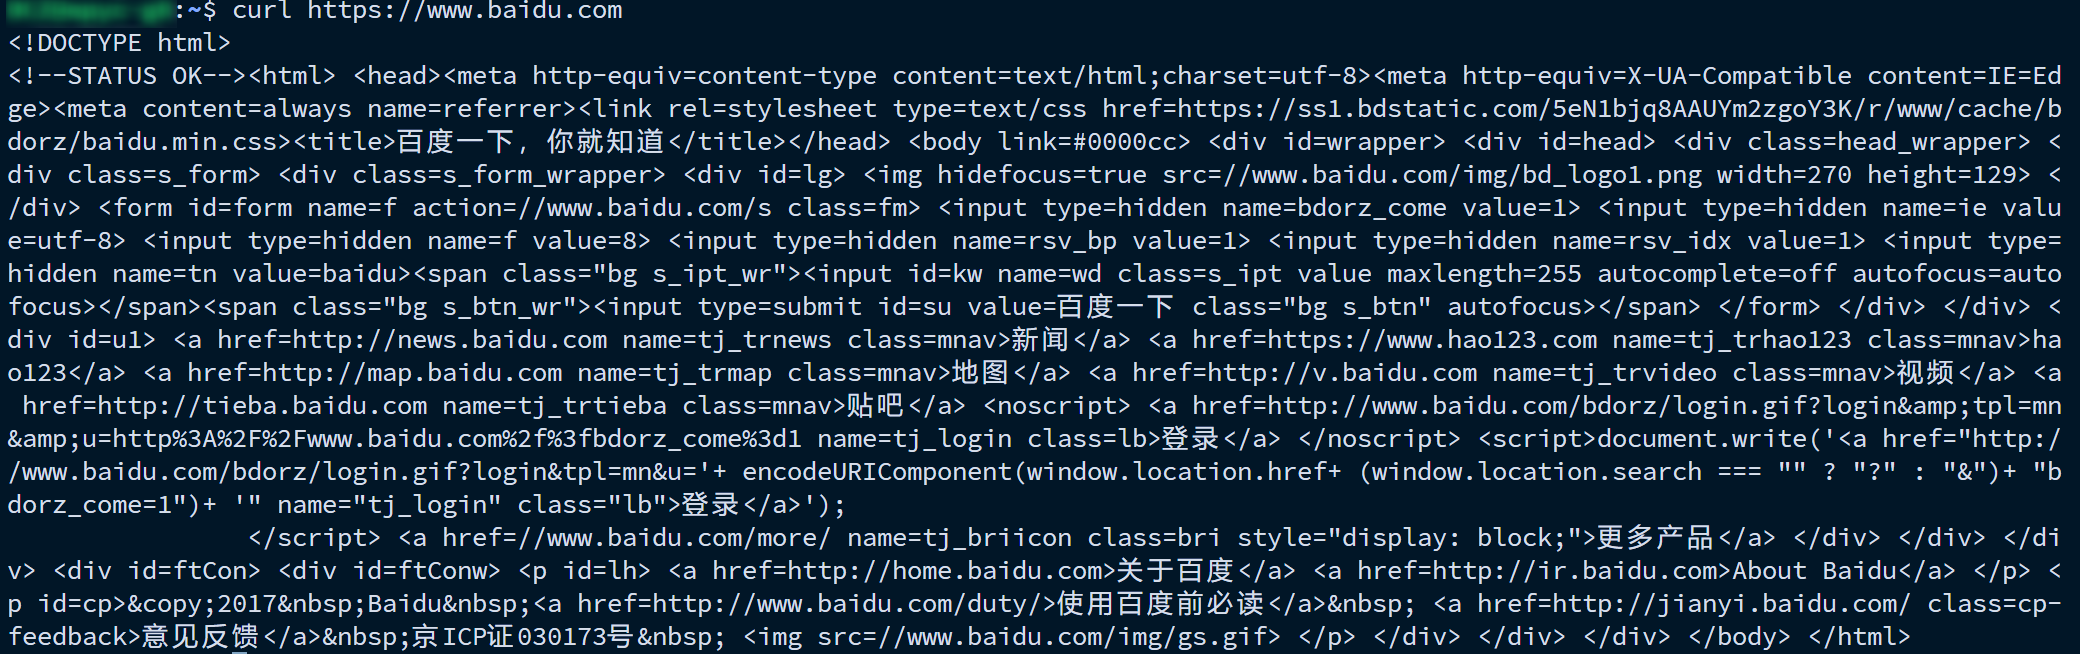 :~$ curl https://www.baidu.com
<!DOCTYPE html>
<!--STATUS OK--><html> <head><meta http-equiv=content-type content=text/html;charset=utf-8><meta http-equiv=X-UA-Compatible content=IE=Ed
ge><meta content=always name=referrer><link rel=stylesheet type=text/css href=https://ss1.bdstatic.com/5eN1bjq8AAUYm2zgoY3K/r/www/cache/b
dorz/baidu.min.css><title>百度一下，你就知道</title></head> <body link=#0000cc> <div id=wrapper> <div id=head> <div class=head_wrapper> <
div class=s_form> <div class=s_form_wrapper> <div id=lg> <img hidefocus=true src=//www.baidu.com/img/bd_logo1.png width=270 height=129> <
/div> <form id=form name=f action=//www.baidu.com/s class=fm> <input type=hidden name=bdorz_come value=1> <input type=hidden name=ie valu
e=utf-8> <input type=hidden name=f value=8> <input type=hidden name=rsv_bp value=1> <input type=hidden name=rsv_idx value=1> <input type=
hidden name=tn value=baidu><span class="bg s_ipt_wr"><input id=kw name=wd class=s_ipt value maxlength=255 autocomplete=off autofocus=auto
focus></span><span class="bg s_btn_wr"><input type=submit id=su value=百度一下 class="bg s_btn" autofocus></span> </form> </div> </div> <
div id=u1> <a href=http://news.baidu.com name=tj_trnews class=mnav>新闻</a> <a href=https://www.hao123.com name=tj_trhao123 class=mnav>ha
o123</a> <a href=http://map.baidu.com name=tj_trmap class=mnav>地图</a> <a href=http://v.baidu.com name=tj_trvideo class=mnav>视频</a> <a
 href=http://tieba.baidu.com name=tj_trtieba class=mnav>贴吧</a> <noscript> <a href=http://www.baidu.com/bdorz/login.gif?login&amp;tpl=mn
&amp;u=http%3A%2F%2Fwww.baidu.com%2f%3fbdorz_come%3d1 name=tj_login class=lb>登录</a> </noscript> <script>document.write('<a href="http:/
/www.baidu.com/bdorz/login.gif?login&tpl=mn&u='+ encodeURIComponent(window.location.href+ (window.location.search === "" ? "?" : "&")+ "b
dorz_come=1")+ '" name="tj_login" class="lb">登录</a>');
                </script> <a href=//www.baidu.com/more/ name=tj_briicon class=bri style="display: block;">更多产品</a> </div> </div> </di
v> <div id=ftCon> <div id=ftConw> <p id=lh> <a href=http://home.baidu.com>关于百度</a> <a href=http://ir.baidu.com>About Baidu</a> </p> <
p id=cp>&copy;2017&nbsp;Baidu&nbsp;<a href=http://www.baidu.com/duty/>使用百度前必读</a>&nbsp; <a href=http://jianyi.baidu.com/ class=cp-
feedback>意见反馈</a>&nbsp;京ICP证030173号&nbsp; <img src=//www.baidu.com/img/gs.gif> </p> </div> </div> </div> </body> </html>